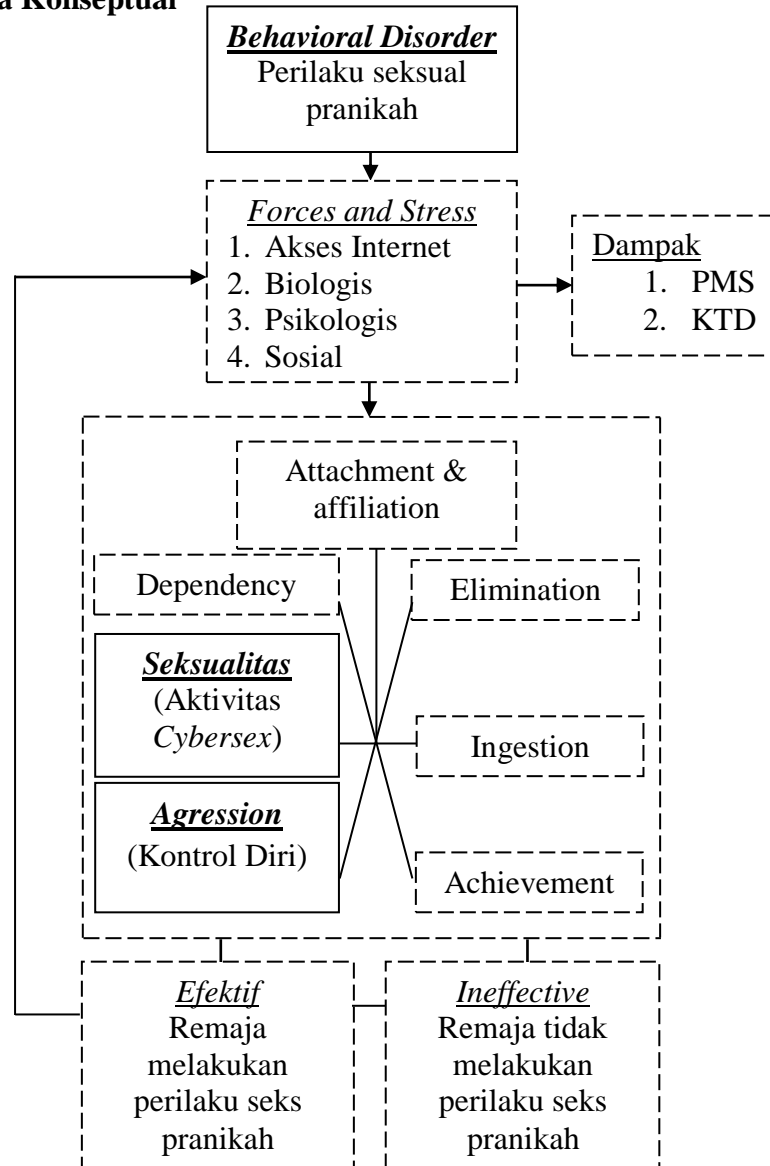 a Konseptual
Behavioral Disorder
Perilaku seksual
pranikah
Forces and Stress
1. Akses Internet
2. Biologis
3. Psikologis
4. Sosial
Dampak
1. PMS
2. KTD
Attachment &
affiliation
Dependency
Elimination
Seksualitas
(Aktivitas
Cybersex)
Ingestion
Agression
(Kontrol Diri)
Achievement
Efektif
Remaja
melakukan
perilaku seks
pranikah
Ineffective
Remaja tidak
melakukan
perilaku seks
pranikah